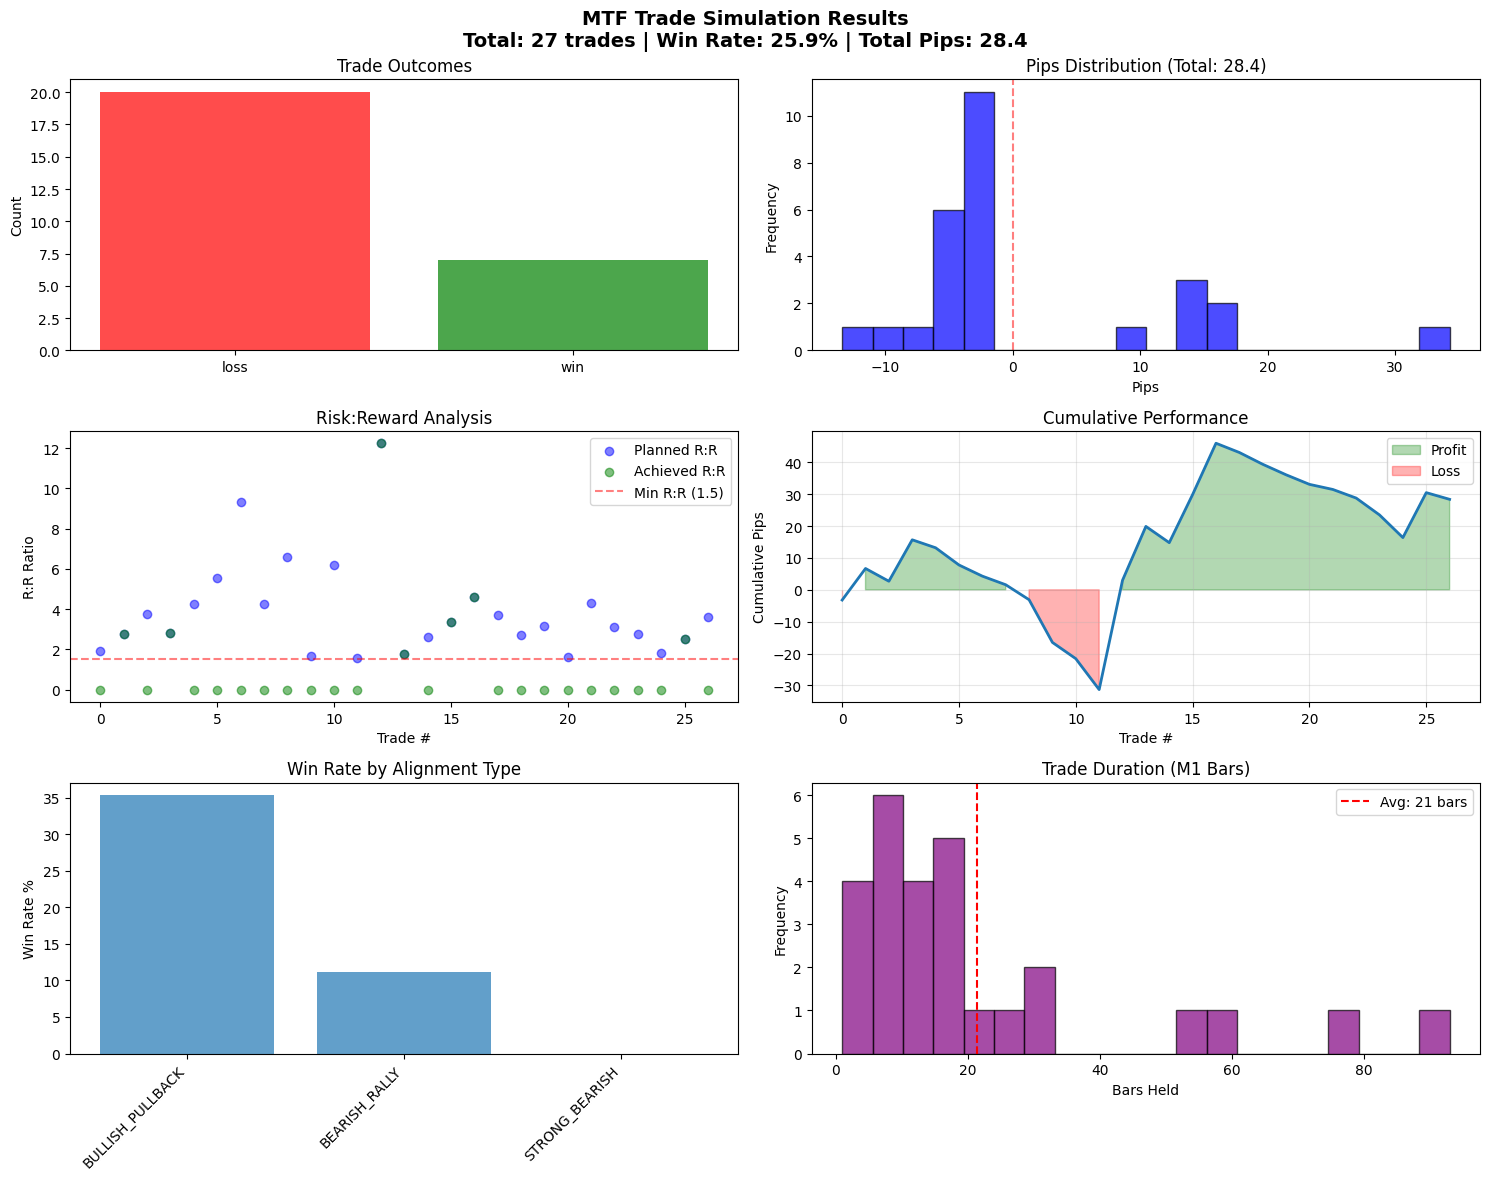 MTF Trade Simulation Results
Total: 27 trades | Win Rate: 25.9% | Total Pips: 28.4
Trade Outcomes
20.0
17.5
15.0
12.5
10.0
7.5
5.0
2.5
0.0
Count
loss win
Pips Distribution (Total: 28.4)
10
8
6
4
2
0
Frequency
−10 0 10 20 30
Pips
Risk:Reward Analysis
12
10
8
6
4
2
0
R:R Ratio
Planned R:R
Achieved R:R
Min R:R (1.5)
0 5 10 15 20 25
Trade #
Cumulative Performance
40
30
20
10
0
−10
−20
−30
Cumulative Pips
Profit
Loss
0 5 10 15 20 25
Trade #
Win Rate by Alignment Type
35
30
25
20
15
10
5
0
Win Rate %
BULLISH_PULLBACK
BEARISH_RALLY
STRONG_BEARISH
Trade Duration (M1 Bars)
6
5
4
3
2
1
0
Frequency
Avg: 21 bars
0 20 40 60 80
Bars Held